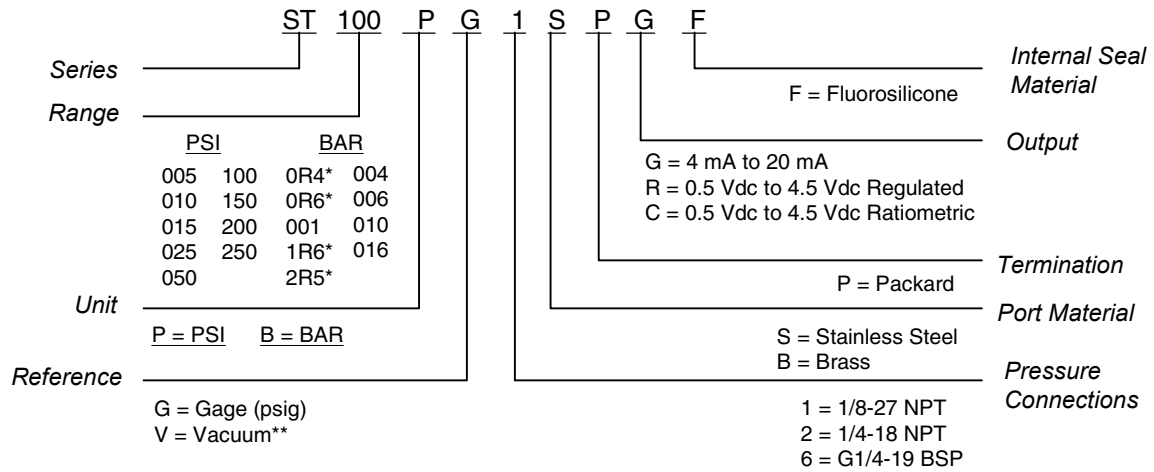 ST 100 P G 1 S P G F
Series
Range
PSI BAR
005 100 0R4* 004
010 150 0R6* 006
015 200 001 010
025 250 1R6* 016
050 2R5*
Unit
P = PSI B = BAR
Reference
G = Gage (psig)
V = Vacuum**
Internal Seal
Material
F = Fluorosilicone
Output
G = 4 mA to 20 mA
R = 0.5 Vdc to 4.5 Vdc Regulated
C = 0.5 Vdc to 4.5 Vdc Ratiometric
Termination
P = Packard
Port Material
S = Stainless Steel
B = Brass
Pressure
Connections
1 = 1/8-27 NPT
2 = 1/4-18 NPT
6 = G1/4-19 BSP